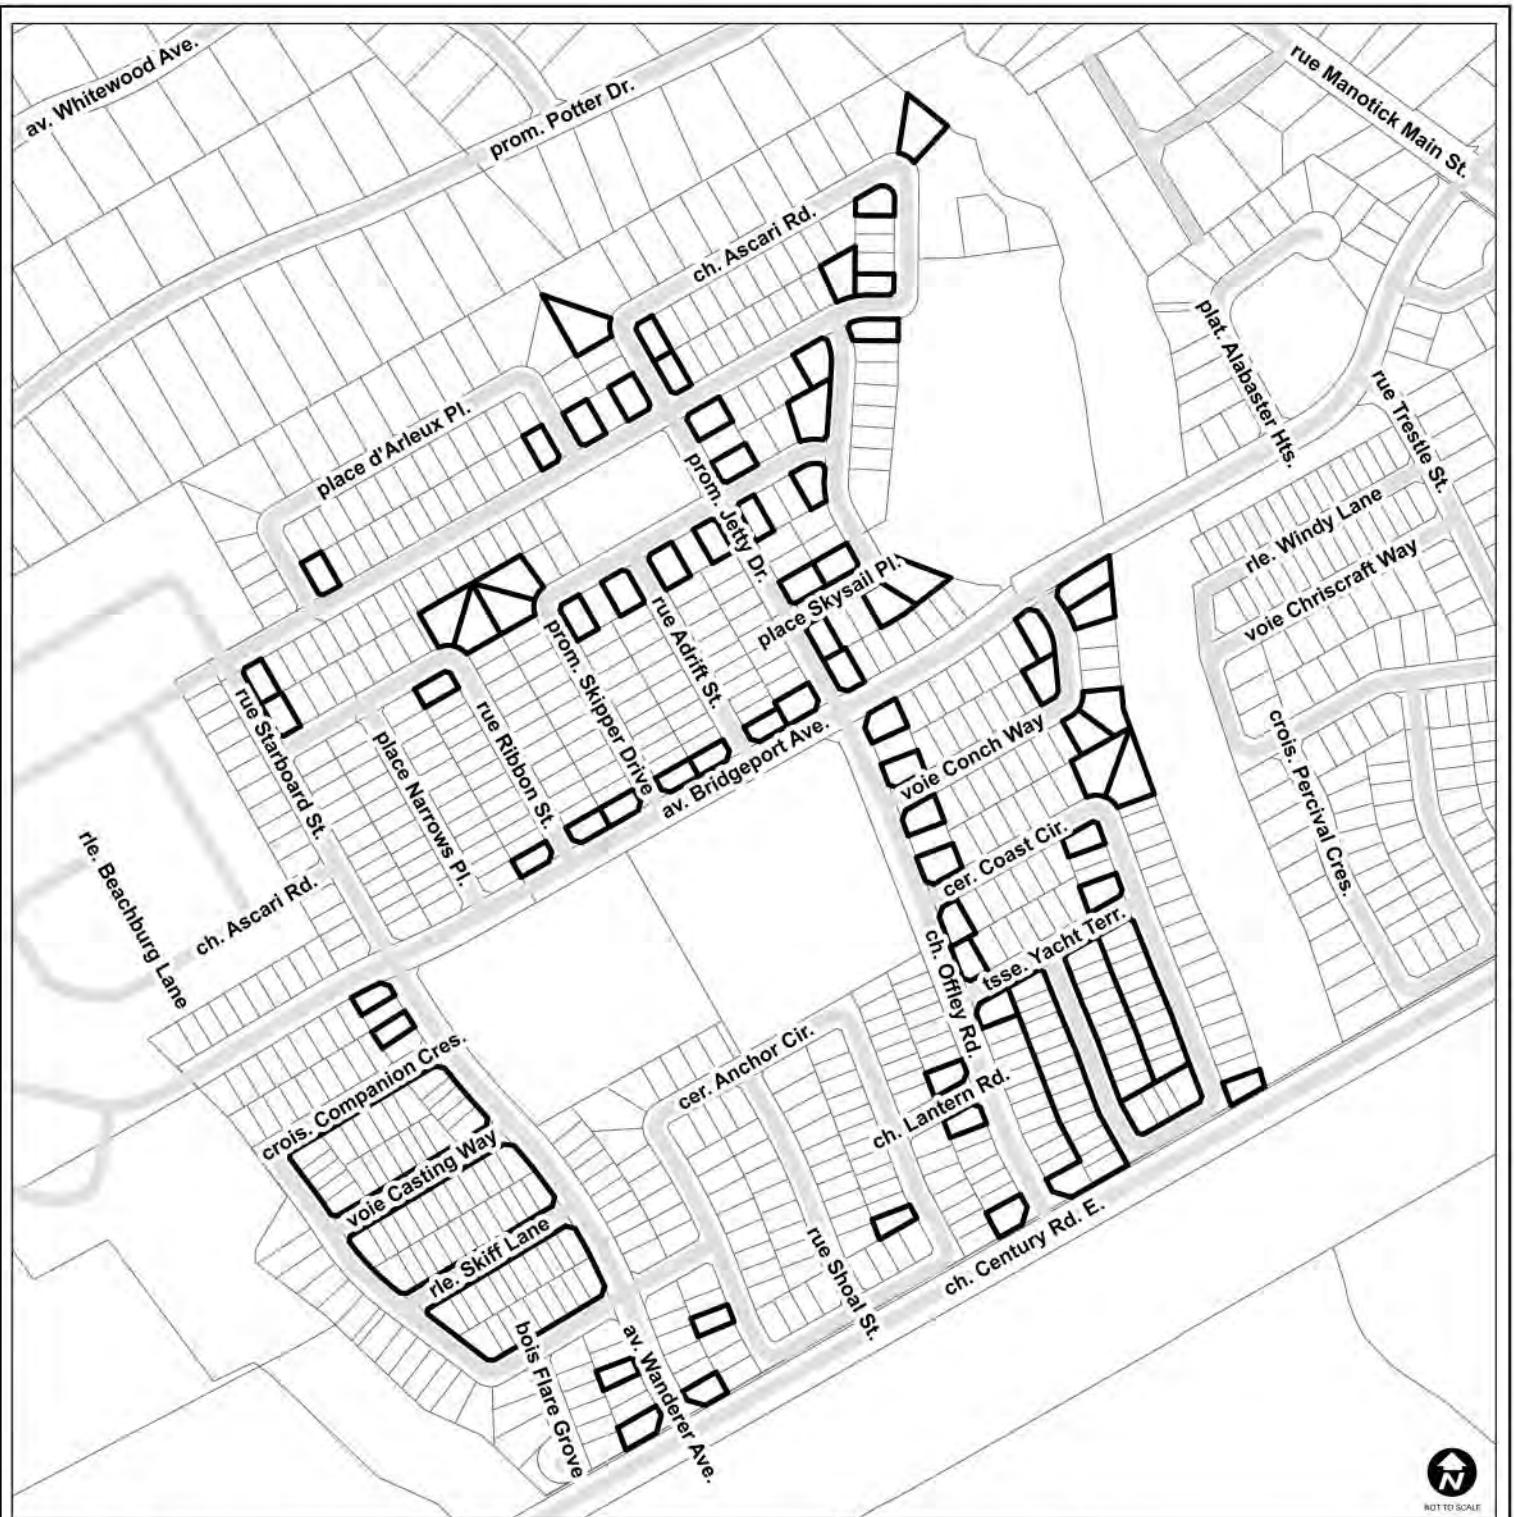 av. Whitewood Ave.
prom. Potter Dr.
rue Manotick Main St.
ch. Ascari Rd.
plat. Alabaster Hts.
rue Trestle St.
place d'Arleux Pl.
prom. Jetty Dr.
rle. Windy Lane
voie Chriscraft Way
place Skysail Pl.
rue Adrift St.
prom. Skipper Drive
rue Ribbon St.
place Narrows Pl.
rue Starboard St.
av. Bridgeport Ave.
voie Conch Way
crois. Percival Cres.
cer. Coast Cir.
rle. Beachburg Lane
ch. Ascari Rd.
tsse. Yacht Terr.
ch. Offley Rd.
crois. Companion Cres.
cer. Anchor Cir.
ch. Lantern Rd.
voie Casting Way
rle. Skiff Lane
rue Shoal St.
ch. Century Rd. E.
bois Flare Grove
av. Wanderer Ave.
N
NOT TO SCALE